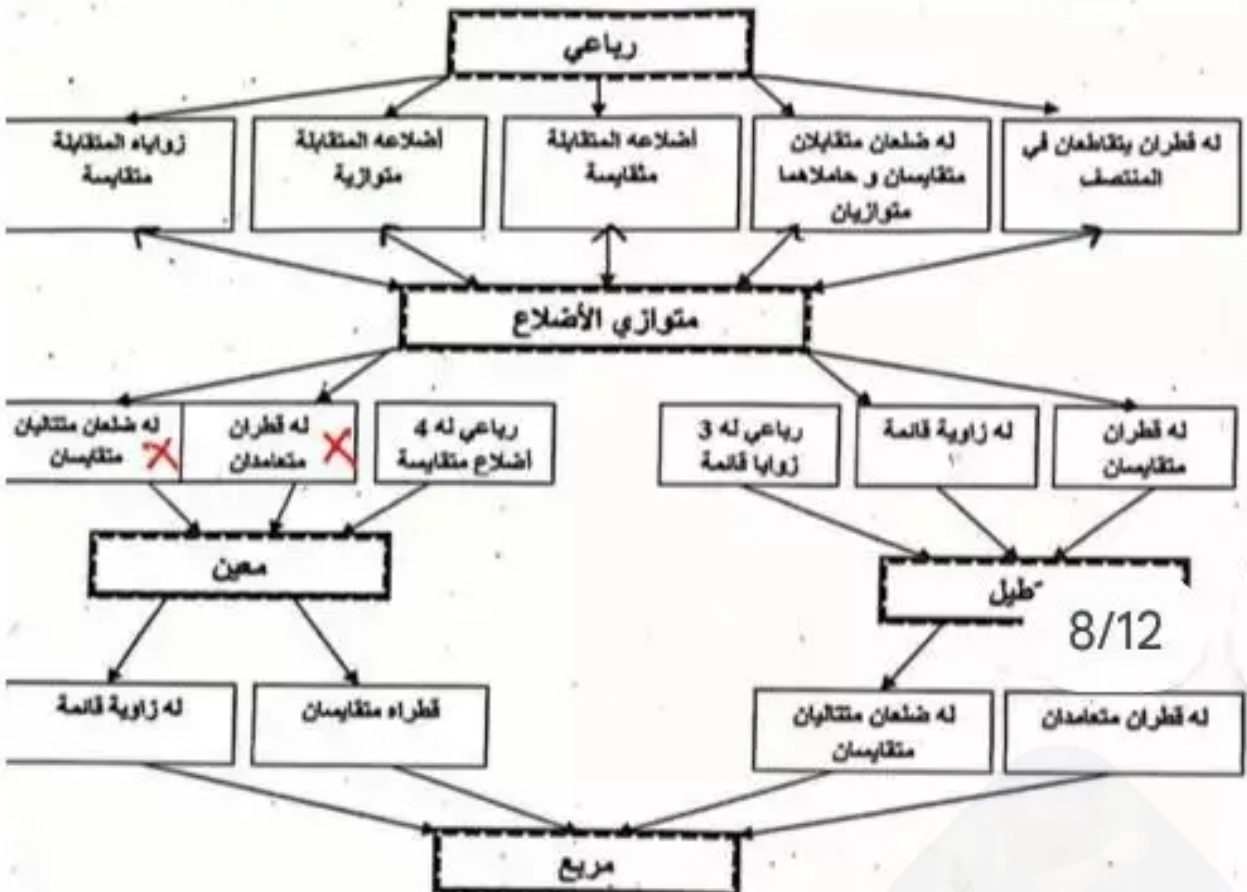 رباعي
له قطران يتقاطعان في
المنتصف
له ضلعان متقابلان
متقايسان و حاملاهما
متوازيان
أضلاعه المتقابلة
متقايسة
أضلاعه المتقابلة
متوازية
زواياه المتقابلة
متقايسة
متوازي الأضلاع
له قطران
متقايسان
له زاوية قائمة
رباعي له 3
زوايا قائمة
رباعي له 4
أضلاع متقايسة
له قطران
متعامدان
له ضلعان متتاليان
متقايسان
معين
طيل
8/12
له قطران متعامدان
له ضلعان متتاليان
متقايسان
قطراه متقايسان
له زاوية قائمة
مربع